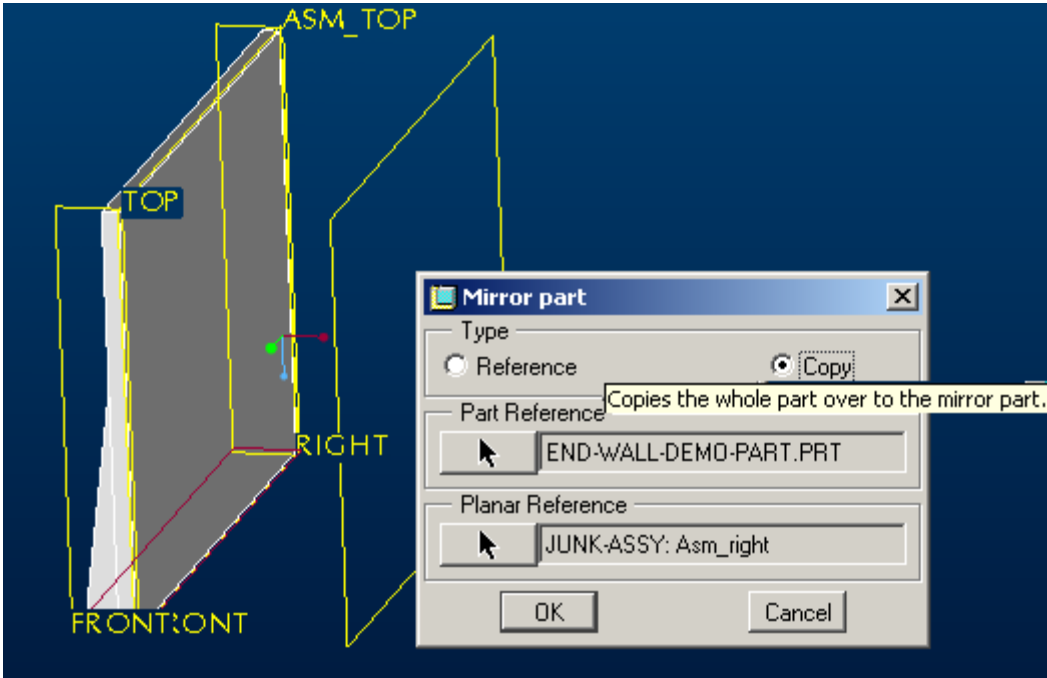 ASM_TOP
TOP
Mirror part
Type
Reference
Copy
Copies the whole part over to the mirror part.
Part Reference
END-WALL-DEMO-PART.PRT
RIGHT
Planar Reference
JUNK-ASSY: Asm_right
OK
Cancel
FRONT